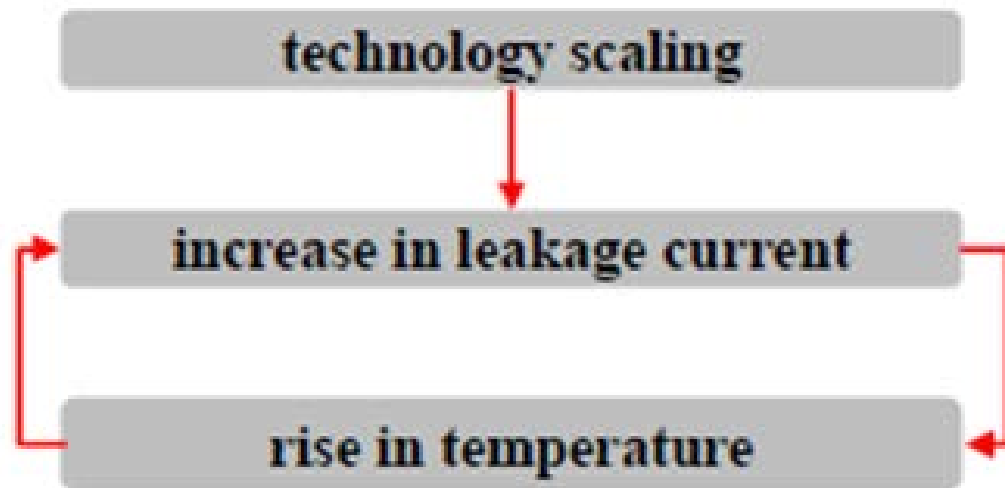 technology scaling
increase in leakage current
rise in temperature